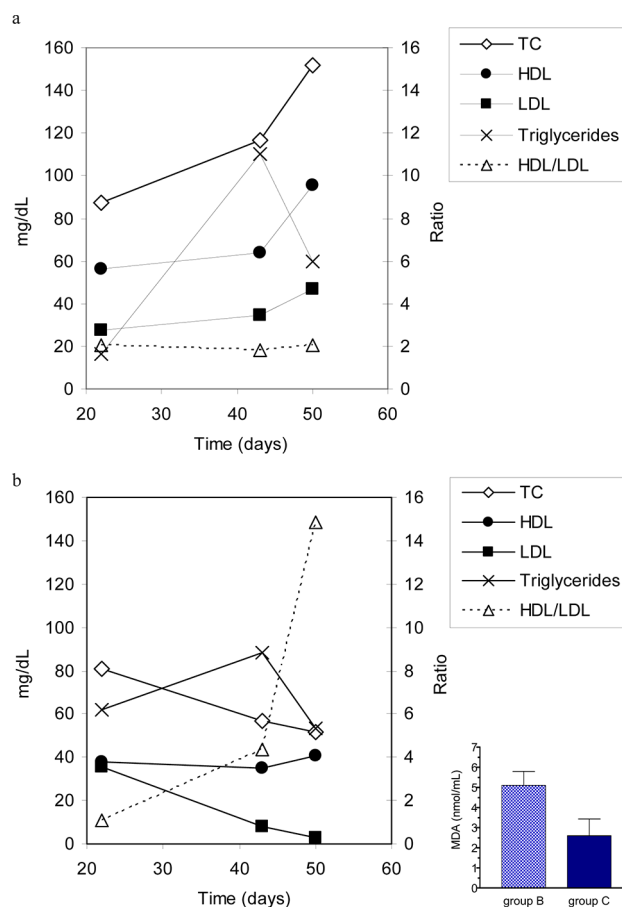 a
160
140
120
100
80
60
40
20
0
mg/dL
16
14
12
10
8
6
4
2
0
Ratio
20 30 40 50 60
Time (days)
TC
HDL
LDL
Triglycerides
HDL/LDL
b
160
140
120
100
80
60
40
20
0
mg/dL
16
14
12
10
8
6
4
2
0
Ratio
20 30 40 50 60
Time (days)
TC
HDL
LDL
Triglycerides
HDL/LDL
7
6
5
4
3
2
1
0
MDA (nmol/mL)
group B group C